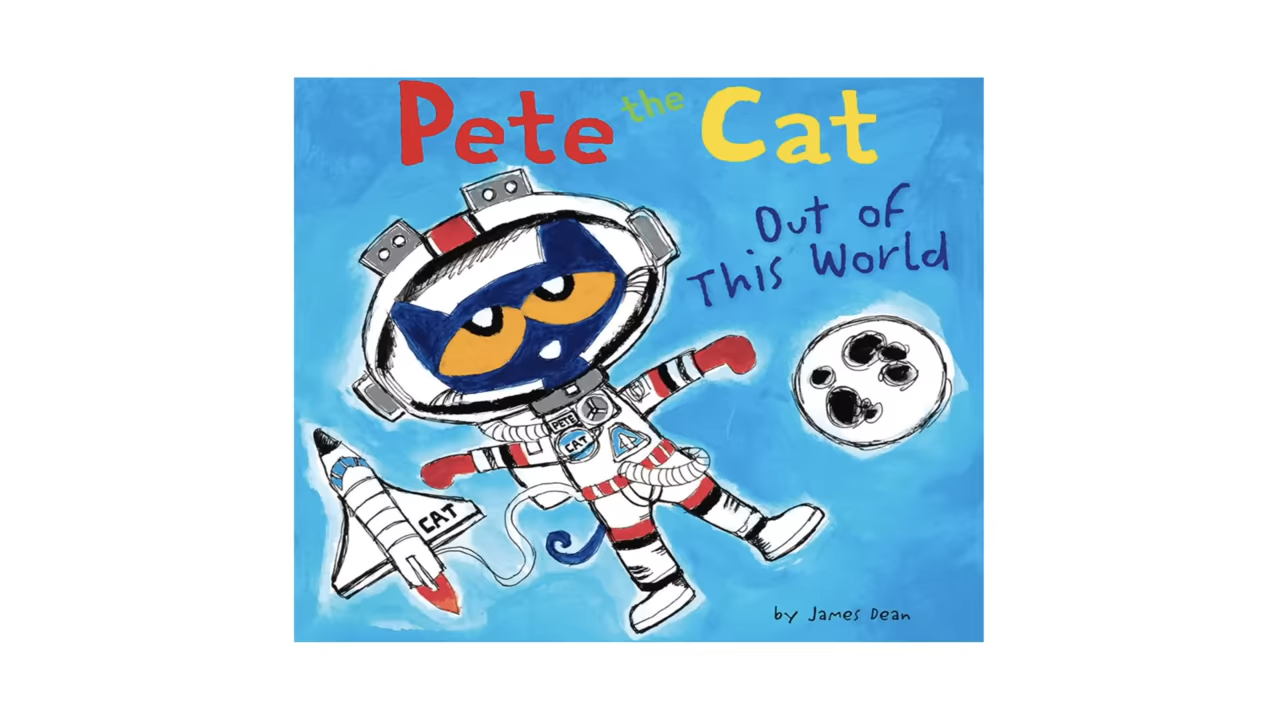 Pete the Cat
Out of
This World
PETE
CAT
CAT
by James Dean